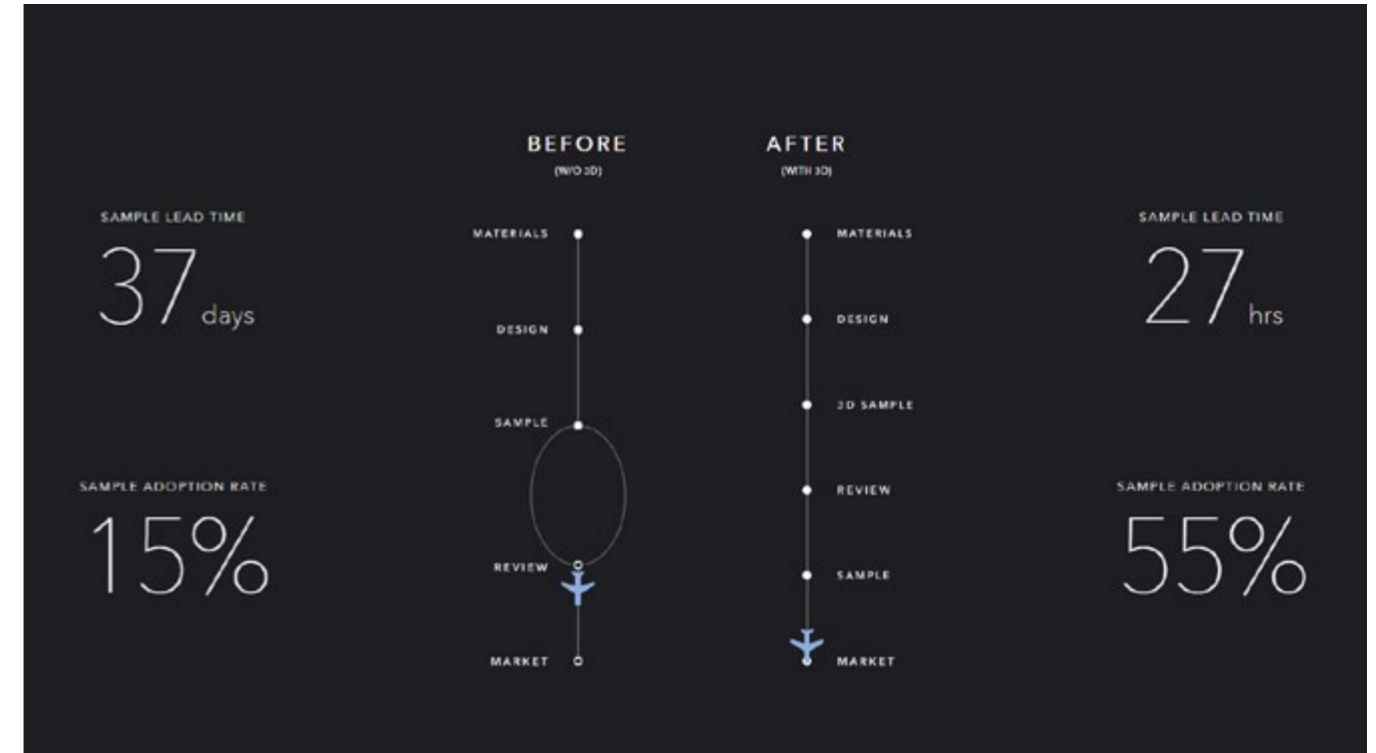 BEFORE
(W/O 3D)
AFTER
(WITH 3D)
SAMPLE LEAD TIME
37 days
SAMPLE ADOPTION RATE
15%
MATERIALS
DESIGN
SAMPLE
REVIEW
MARKET
MATERIALS
DESIGN
3D SAMPLE
REVIEW
SAMPLE
MARKET
SAMPLE LEAD TIME
27 hrs
SAMPLE ADOPTION RATE
55%